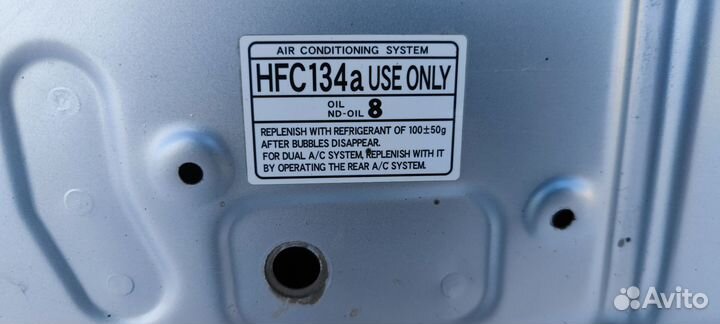 AIR CONDITIONING SYSTEM
HFC134a USE ONLY
OIL
ND-OIL 8
REPLENISH WITH REFRIGERANT OF 100±50g
AFTER BUBBLES DISAPPEAR.
FOR DUAL A/C SYSTEM, REPLENISH WITH IT
BY OPERATING THE REAR A/C SYSTEM.
Avito